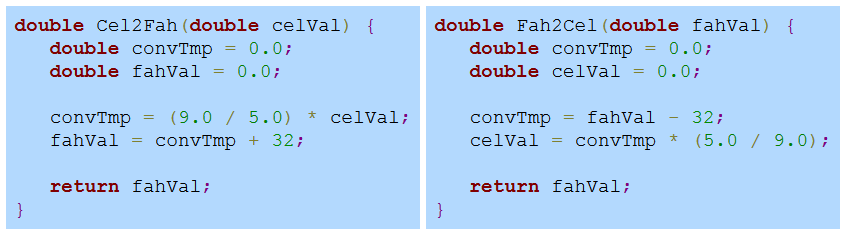 double Cel2Fah(double celVal) {
   double convTmp = 0.0;
   double fahVal = 0.0;

   convTmp = (9.0 / 5.0) * celVal;
   fahVal = convTmp + 32;

   return fahVal;
}
double Fah2Cel(double fahVal) {
   double convTmp = 0.0;
   double celVal = 0.0;

   convTmp = fahVal - 32;
   celVal = convTmp * (5.0 / 9.0);

   return fahVal;
}